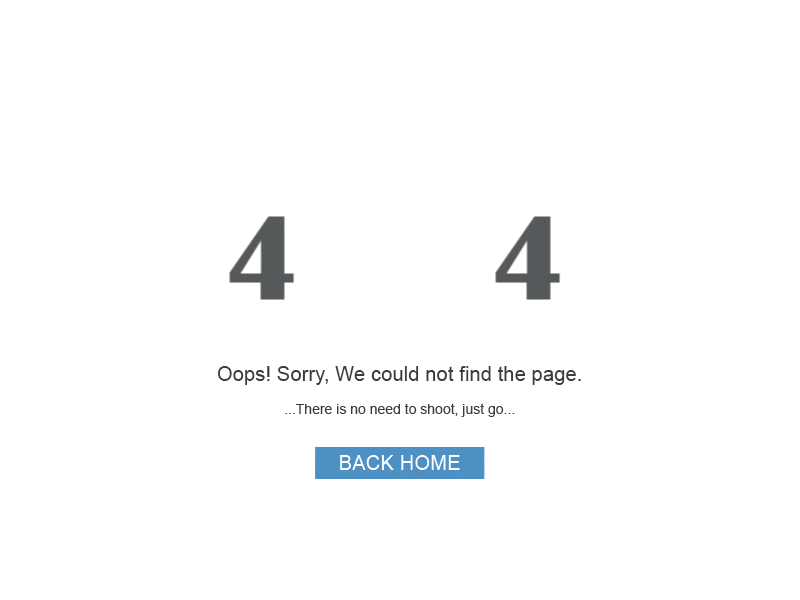 4 4
Oops! Sorry, We could not find the page.
...There is no need to shoot, just go...
BACK HOME